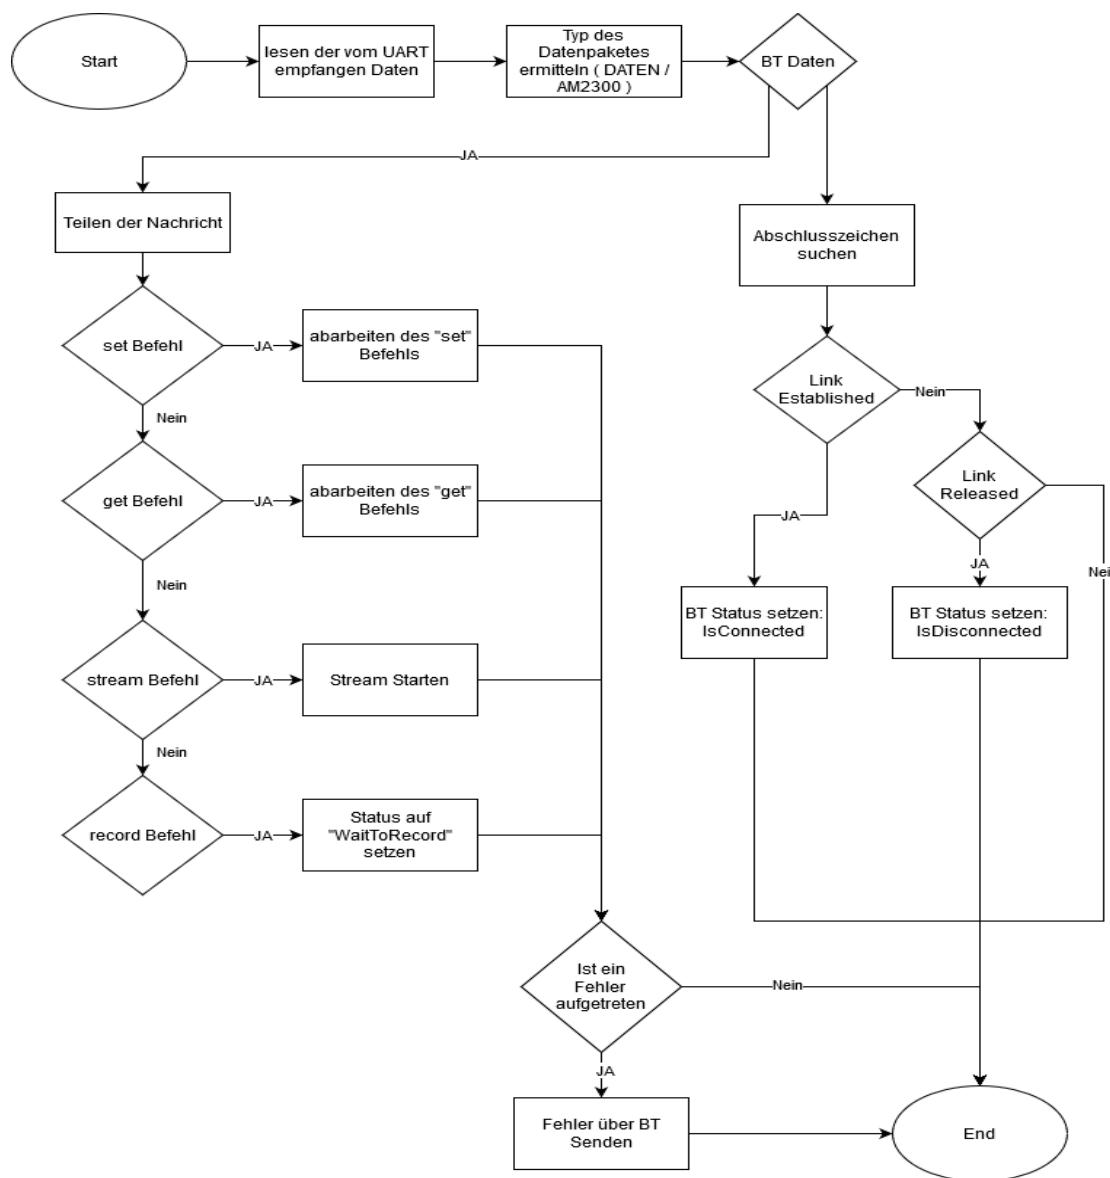 Start
lesen der vom UART
empfangen Daten
Typ des
Datenpaketes
ermitteln ( DATEN /
AM2300 )
BT Daten
JA
Teilen der Nachricht
Abschlusszeichen
suchen
set Befehl
JA
abarbeiten des "set"
Befehls
Nein
get Befehl
JA
abarbeiten des "get"
Befehls
Nein
stream Befehl
JA
Stream Starten
Nein
record Befehl
JA
Status auf
"WaitToRecord"
setzen
Link
Established
Nein
Link
Released
JA
JA
Nei
BT Status setzen:
IsConnected
BT Status setzen:
IsDisconnected
Ist ein
Fehler
aufgetreten
Nein
JA
Fehler über BT
Senden
End